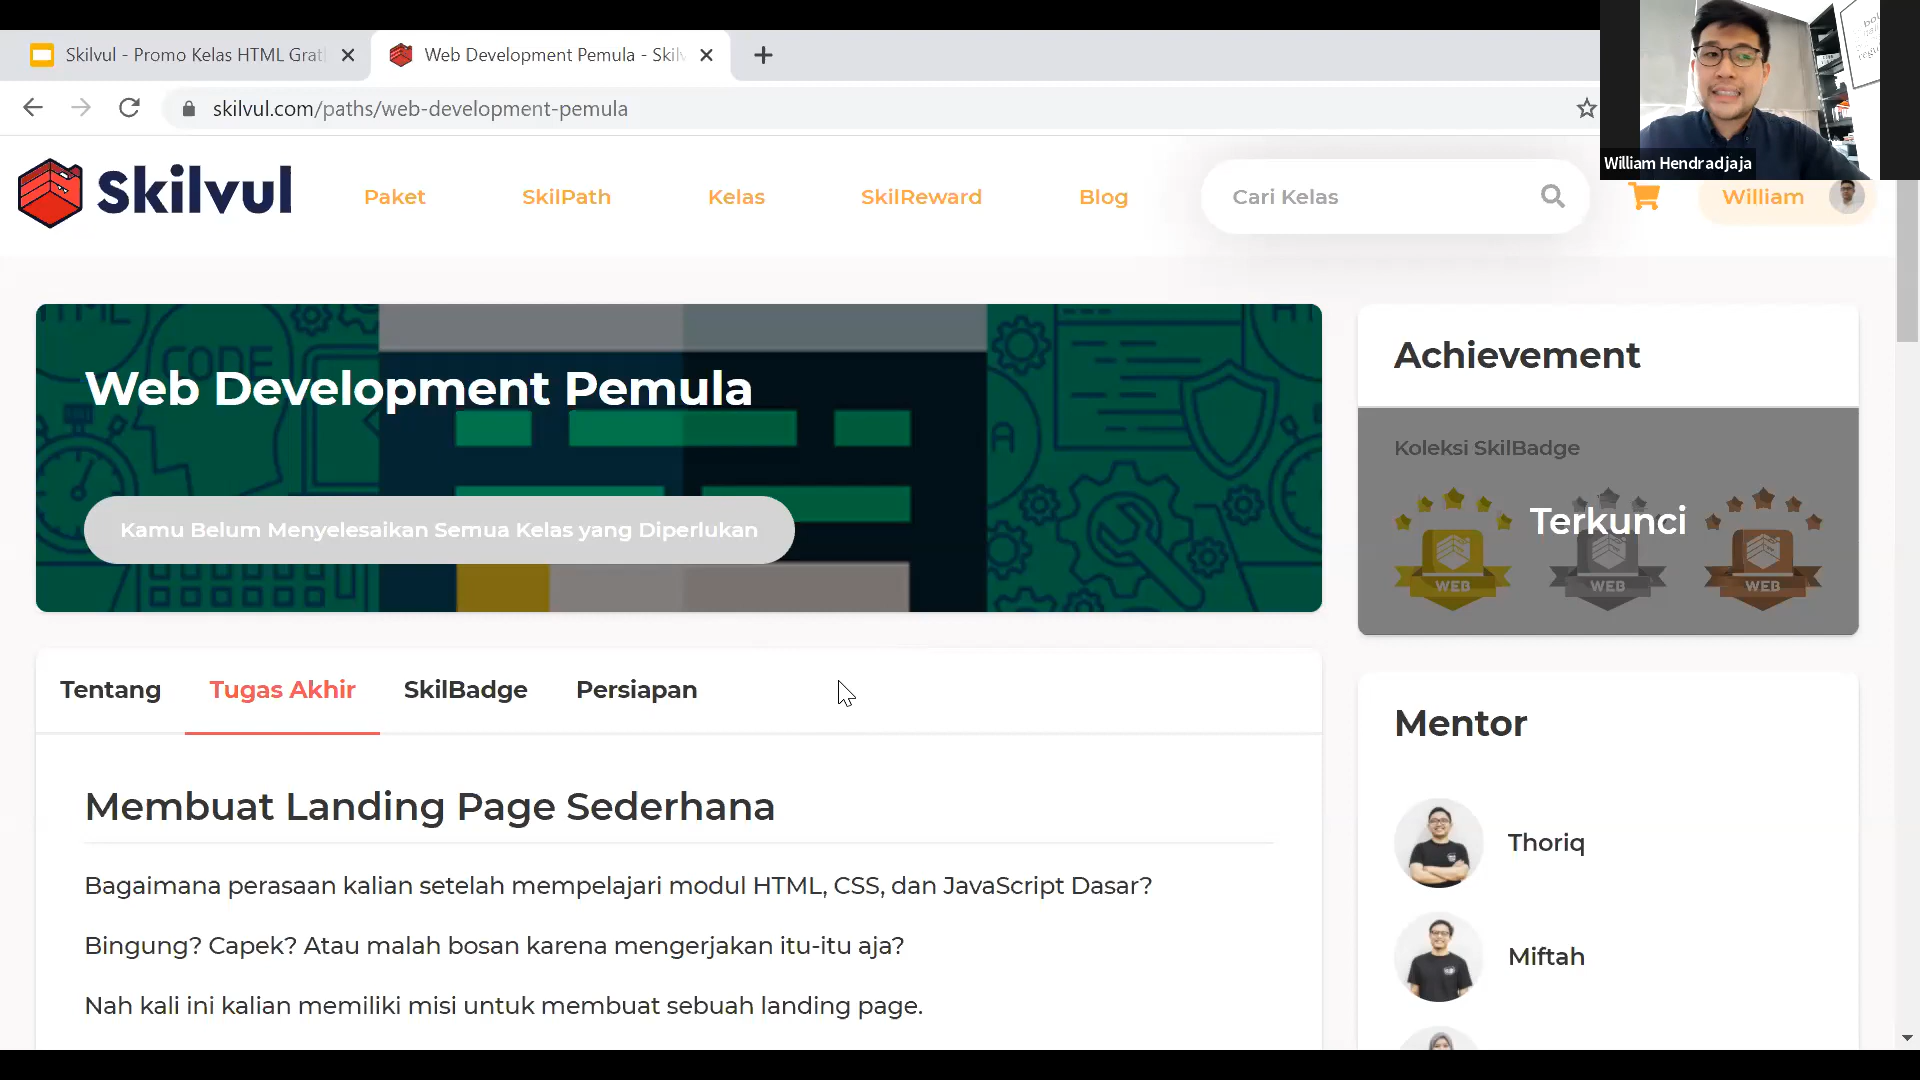 Skilvul - Promo Kelas HTML Grat
Web Development Pemula - Skil
skilvul.com/paths/web-development-pemula
William Hendradjaja
Skilvul
Paket
SkilPath
Kelas
SkilReward
Blog
Cari Kelas
William
Web Development Pemula
CODE
Kamu Belum Menyelesaikan Semua Kelas yang Diperlukan
Achievement
Koleksi SkilBadge
Terkunci
WEB
WEB
WEB
Tentang
Tugas Akhir
SkilBadge
Persiapan
Membuat Landing Page Sederhana
Bagaimana perasaan kalian setelah mempelajari modul HTML, CSS, dan JavaScript Dasar?
Bingung? Capek? Atau malah bosan karena mengerjakan itu-itu aja?
Nah kali ini kalian memiliki misi untuk membuat sebuah landing page.
Mentor
Thoriq
Miftah